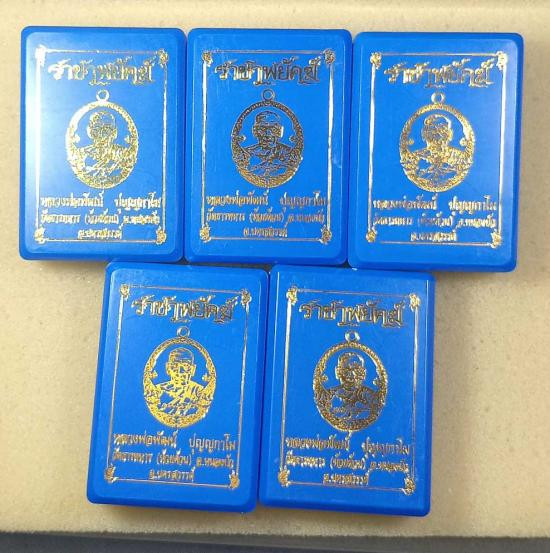 ราชาพยัคฆ์
หลวงพ่อพัฒน์ ปุญญกาโม
วัดธารทหาร (ห้วยด้วน) อ.หนองบัว
จ.นครสวรรค์
ราชาพยัคฆ์
หลวงพ่อพัฒน์ ปุญญกาโม
วัดธารทหาร (ห้วยด้วน) อ.หนองบัว
จ.นครสวรรค์
ราชาพยัคฆ์
หลวงพ่อพัฒน์ ปุญญกาโม
วัดธารทหาร (ห้วยด้วน) อ.หนองบัว
จ.นครสวรรค์
ราชาพยัคฆ์
หลวงพ่อพัฒน์ ปุญญกาโม
วัดธารทหาร (ห้วยด้วน) อ.หนองบัว
จ.นครสวรรค์
ราชาพยัคฆ์
หลวงพ่อพัฒน์ ปุญญกาโม
วัดธารทหาร (ห้วยด้วน) อ.หนองบัว
จ.นครสวรรค์